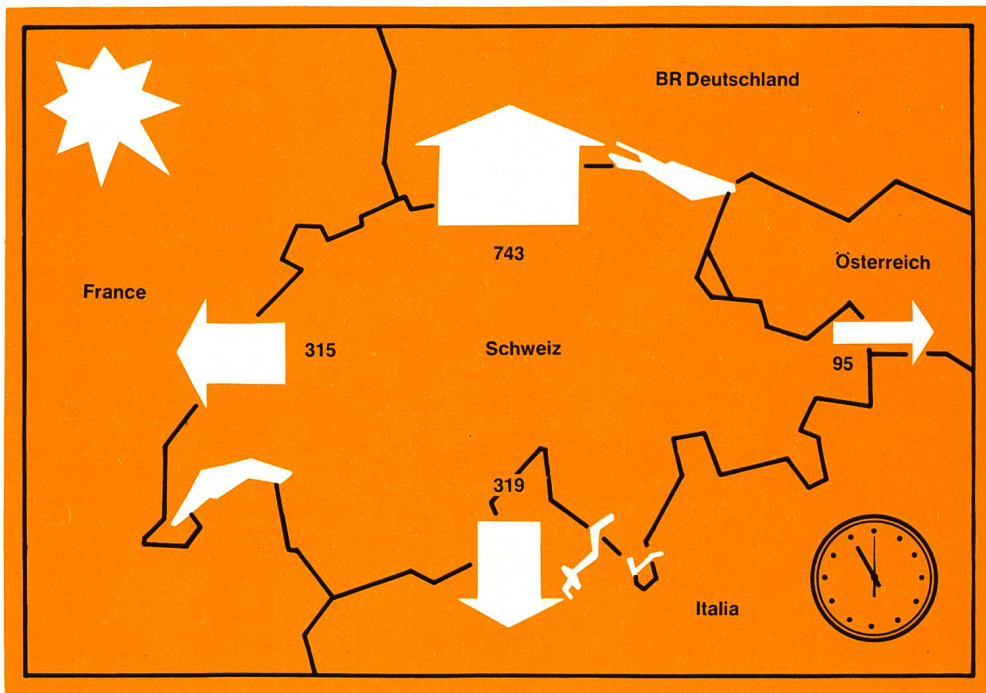 BR Deutschland
743
Österreich
France
315
Schweiz
95
319
Italia